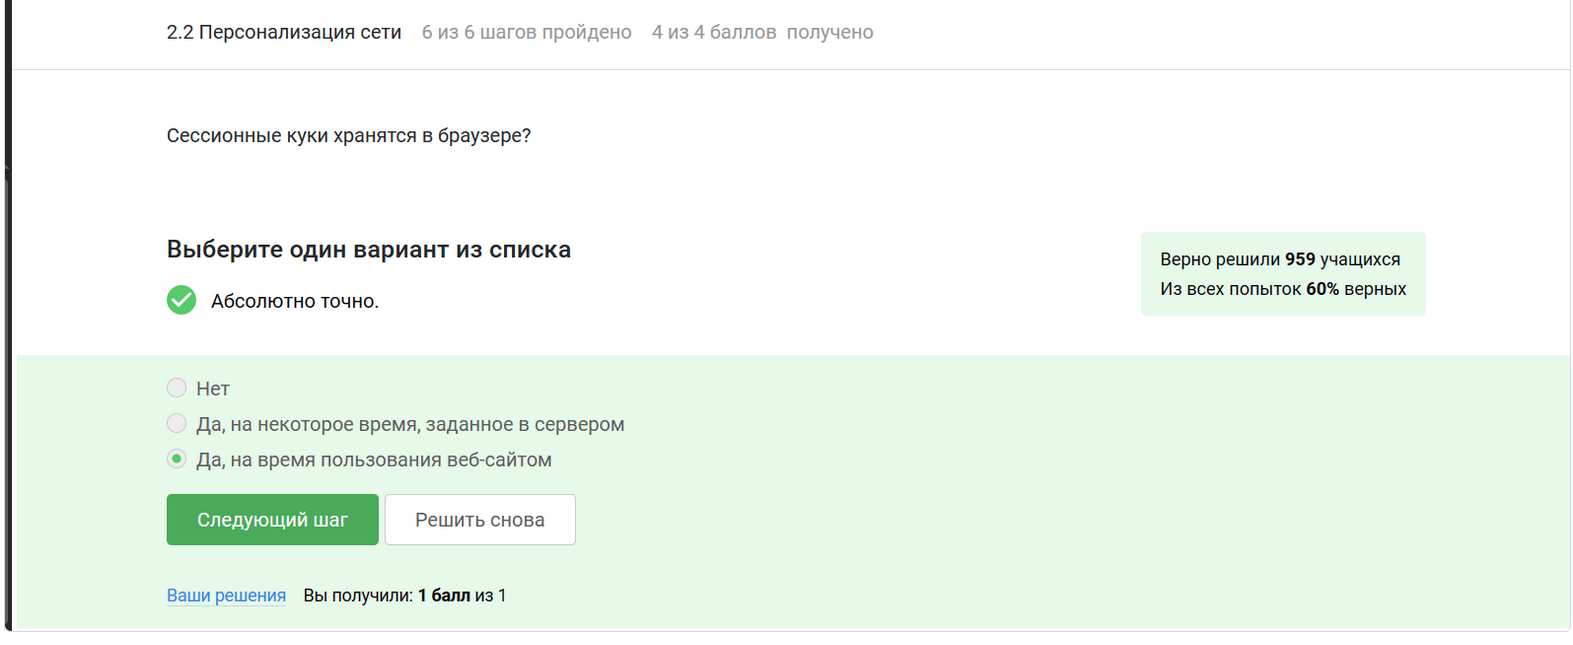 2.2 Персонализация сети 6 из 6 шагов пройдено 4 из 4 баллов получено
Сессионные куки хранятся в браузере?
Выберите один вариант из списка
Абсолютно точно.
Верно решили 959 учащихся
Из всех попыток 60% верных
Нет
Да, на некоторое время, заданное в сервером
Да, на время пользования веб-сайтом
Следующий шаг Решить снова
Ваши решения Вы получили: 1 балл из 1